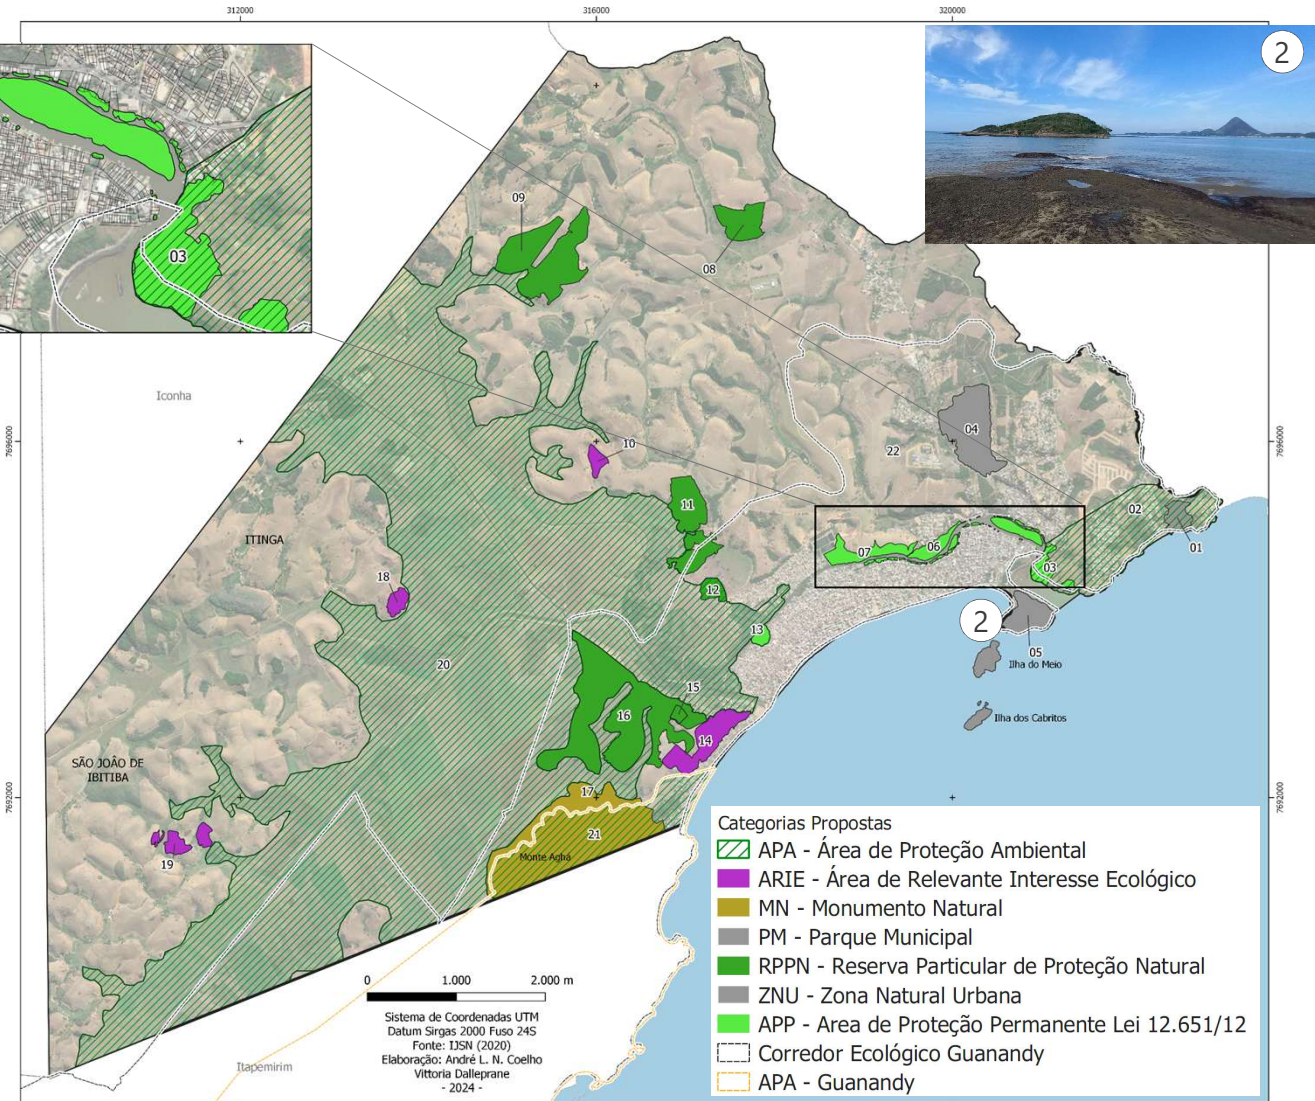 312000
316000
320000
2
09
08
03
Iconha
7696000
7696000
04
10
22
11
02
01
ITINGA
07
06
03
18
12
13
2
05
Ilha do Meio
20
15
16
Ilha dos Cabritos
14
SÃO JOÂO DE
IBITIBA
7692000
7692000
17
21
Monte Aghá
19
Categorias Propostas
APA - Área de Proteção Ambiental
ARIE - Área de Relevante Interesse Ecológico
MN - Monumento Natural
PM - Parque Municipal
RPPN - Reserva Particular de Proteção Natural
ZNU - Zona Natural Urbana
APP - Area de Proteção Permanente Lei 12.651/12
Corredor Ecológico Guanandy
APA - Guanandy
0 1.000 2.000 m
Sistema de Coordenadas UTM
Datum Sirgas 2000 Fuso 24S
Fonte: IJSN (2020)
Elaboração: André L. N. Coelho
Vittoria Dalleprane
- 2024 -
Itapemirim